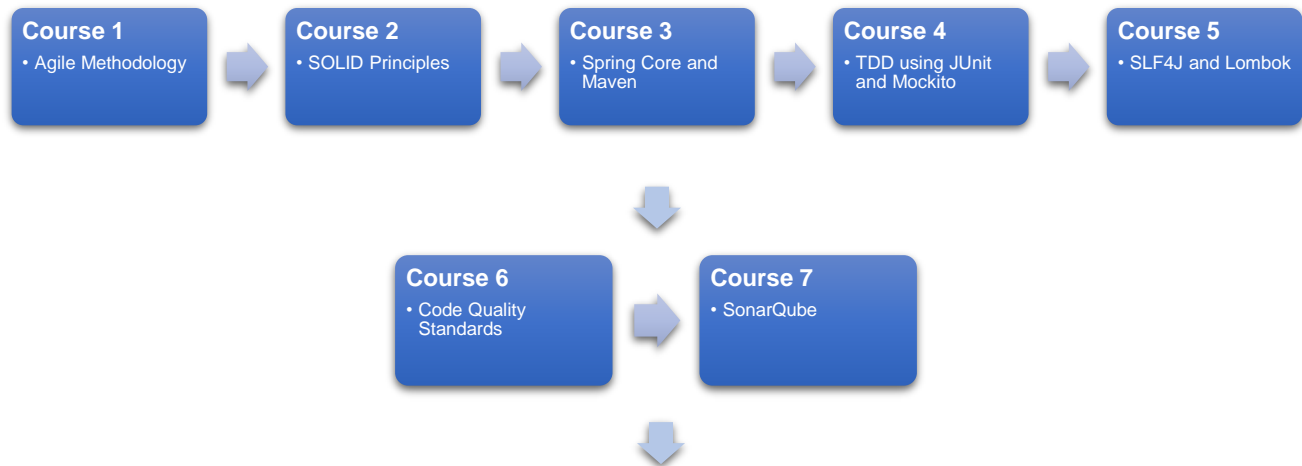 Course 1
• Agile Methodology
Course 2
• SOLID Principles
Course 3
• Spring Core and
Maven
Course 4
• TDD using JUnit
and Mockito
Course 5
• SLF4J and Lombok
Course 6
• Code Quality
Standards
Course 7
• SonarQube